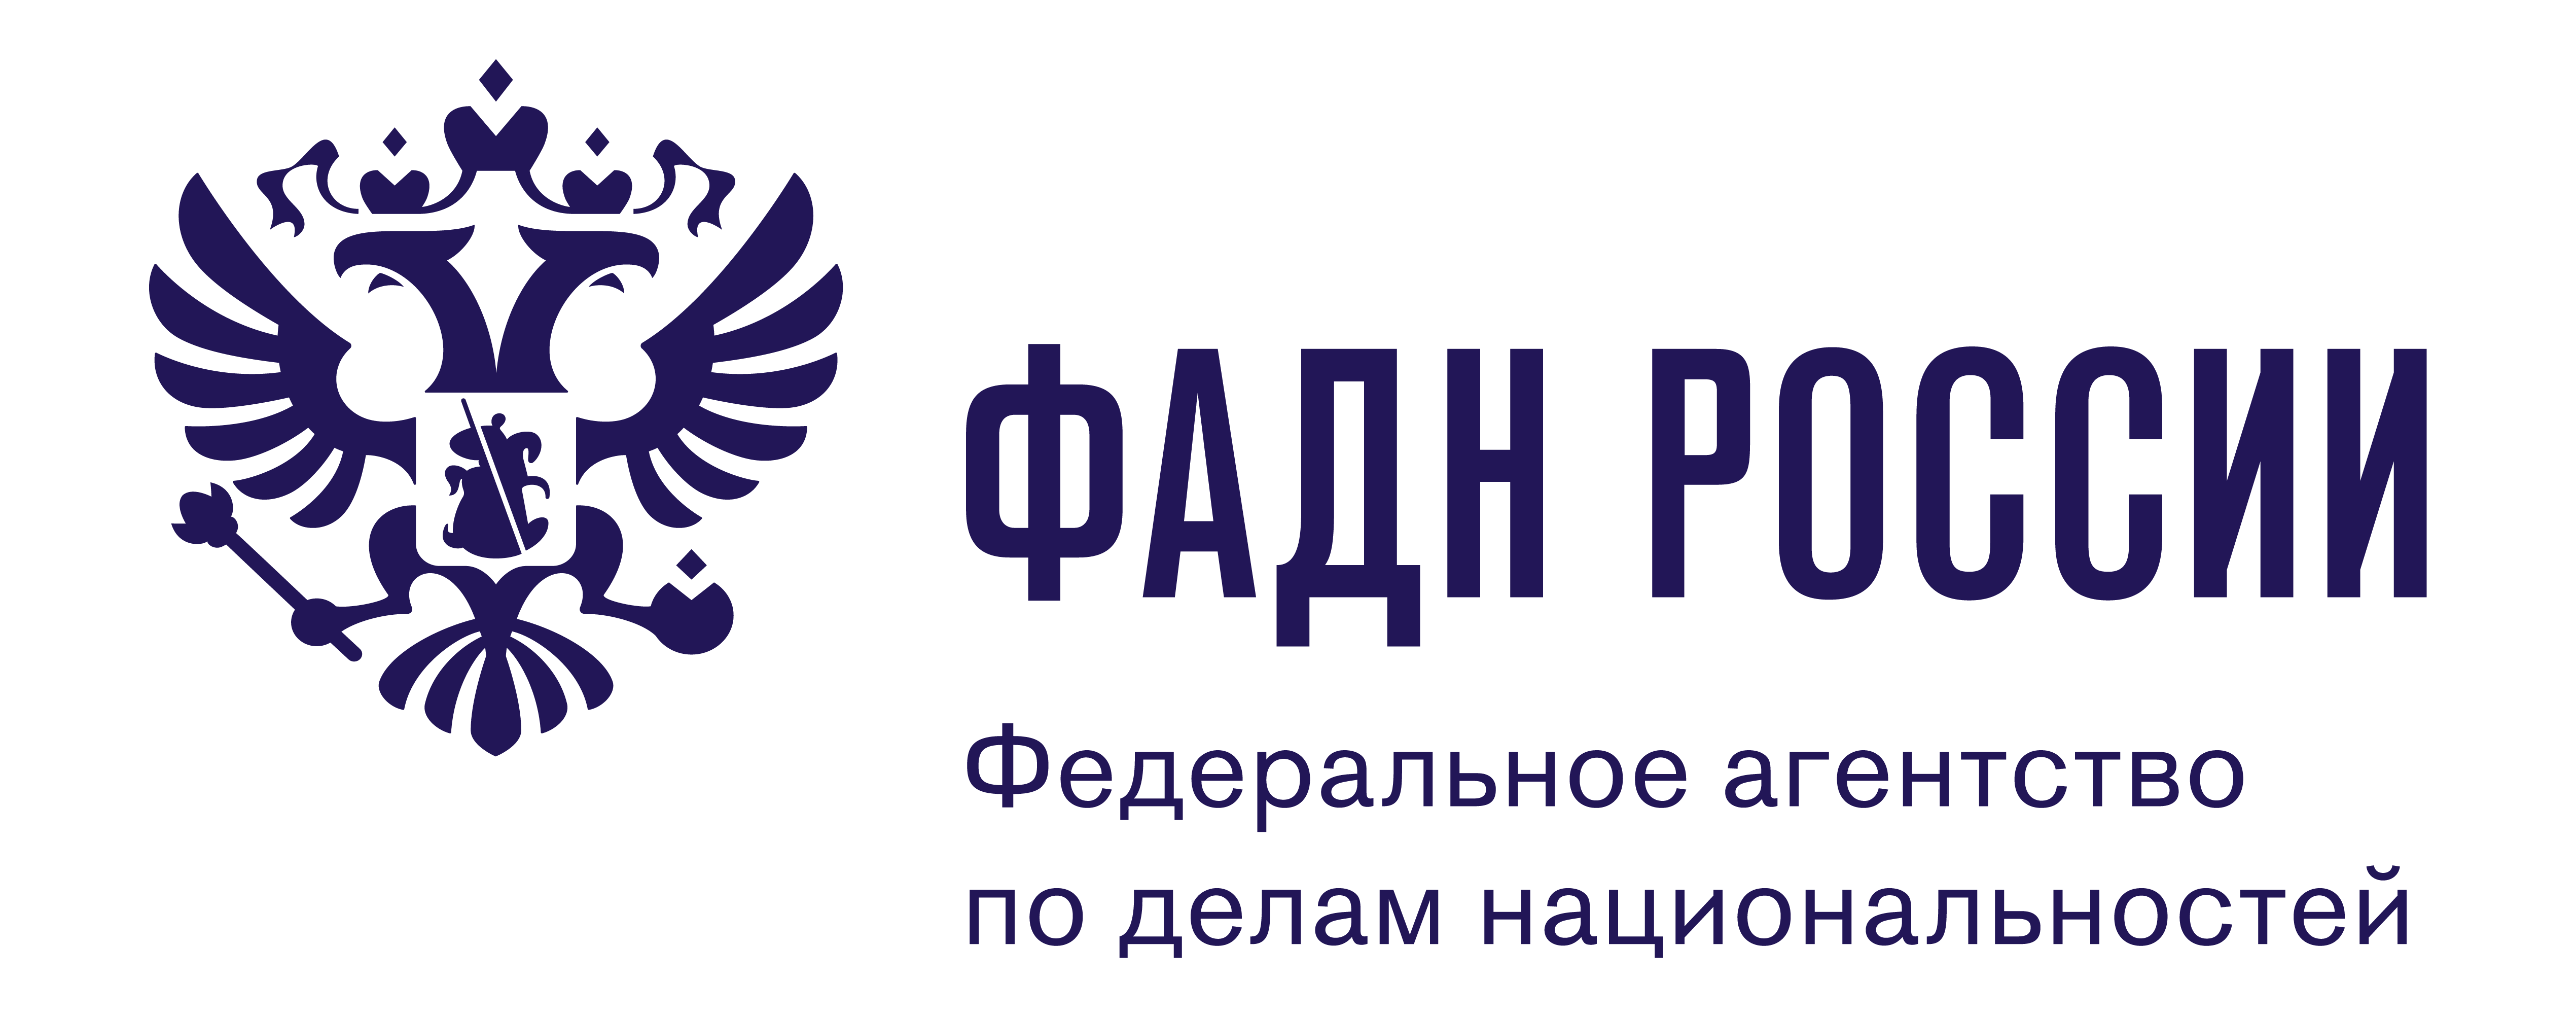 ФАДН РОССИИ
Федеральное агентство
по делам национальностей